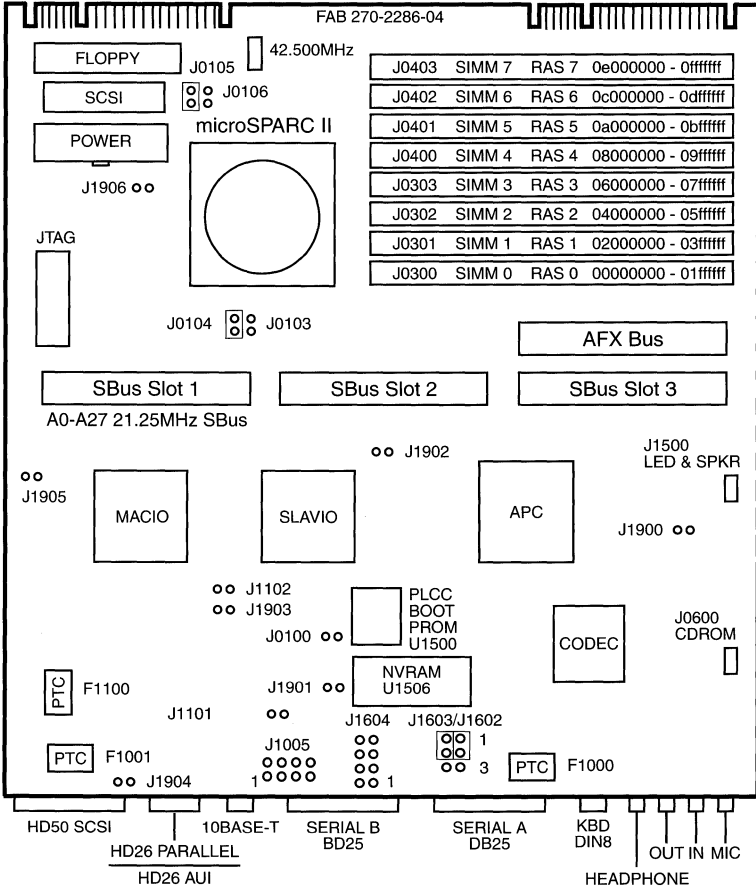 FAB 270-2286-04
FLOPPY
J0105
42.500MHz
SCSI
J0106
POWER
microSPARC II
J1906
J0403 SIMM 7 RAS 7 0e000000 - 0fffffff
J0402 SIMM 6 RAS 6 0c000000 - 0dffffff
J0401 SIMM 5 RAS 5 0a000000 - 0bffffff
J0400 SIMM 4 RAS 4 08000000 - 09ffffff
J0303 SIMM 3 RAS 3 06000000 - 07ffffff
J0302 SIMM 2 RAS 2 04000000 - 05ffffff
J0301 SIMM 1 RAS 1 02000000 - 03ffffff
J0300 SIMM 0 RAS 0 00000000 - 01ffffff
JTAG
J0104
J0103
AFX Bus
SBus Slot 1
SBus Slot 2
SBus Slot 3
A0-A27 21.25MHz SBus
J1902
J1500
LED & SPKR
J1905
MACIO
SLAVIO
APC
J1900
J1102
J1903
J0100
PLCC
BOOT
PROM
U1500
CODEC
J0600
CDROM
NVRAM
U1506
PTC
F1100
J1901
J1101
J1604
J1603/J1602
1
3
J1005
1
1
PTC
F1001
J1904
PTC
F1000
HD50 SCSI
HD26 PARALLEL
HD26 AUI
10BASE-T
SERIAL B
BD25
SERIAL A
DB25
KBD
DIN8
OUT IN MIC
HEADPHONE